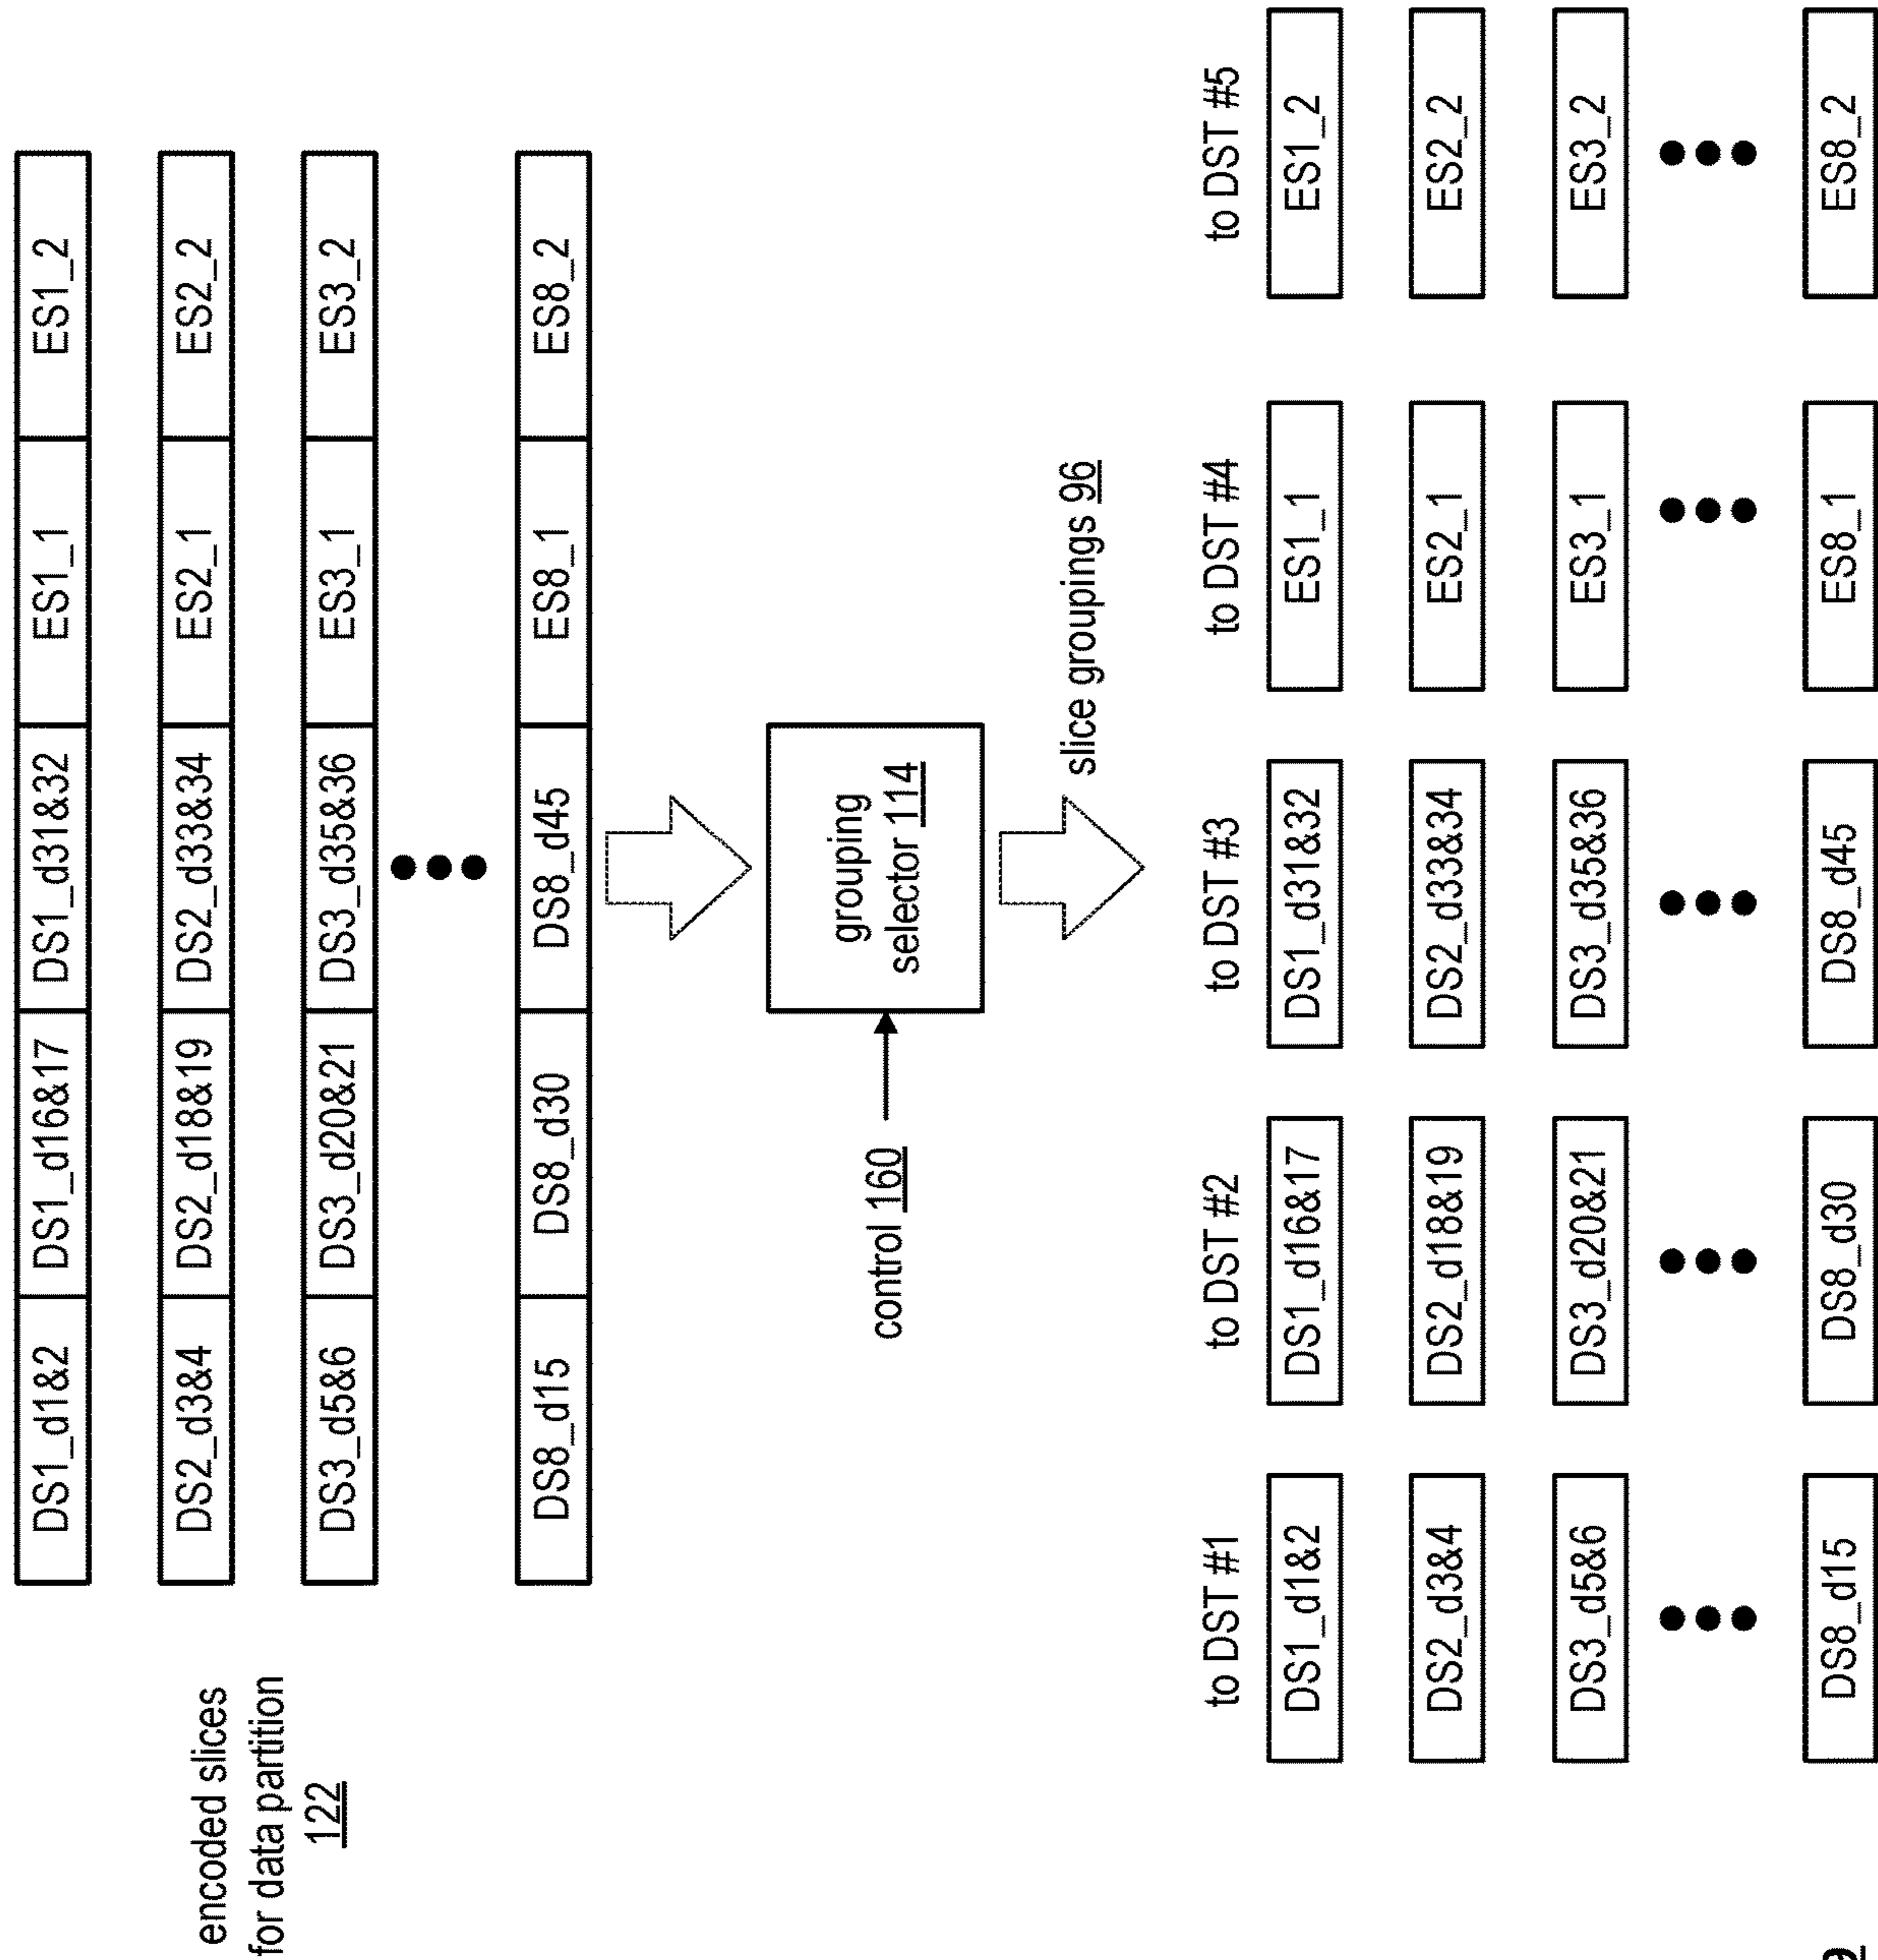 encoded slices
for data partition
122
DS1_d1&2 DS1_d16&17 DS1_d31&32 ES1_1 ES1_2
DS2_d3&4 DS2_d18&19 DS2_d33&34 ES2_1 ES2_2
DS3_d5&6 DS3_d20&21 DS3_d35&36 ES3_1 ES3_2
DS8_d15 DS8_d30 DS8_d45 ES8_1 ES8_2
control 160
grouping
selector 114
slice groupings 96
to DST #1 to DST #2 to DST #3 to DST #4 to DST #5
DS1_d1&2 DS1_d16&17 DS1_d31&32 ES1_1 ES1_2
DS2_d3&4 DS2_d18&19 DS2_d33&34 ES2_1 ES2_2
DS3_d5&6 DS3_d20&21 DS3_d35&36 ES3_1 ES3_2
DS8_d15 DS8_d30 DS8_d45 ES8_1 ES8_2